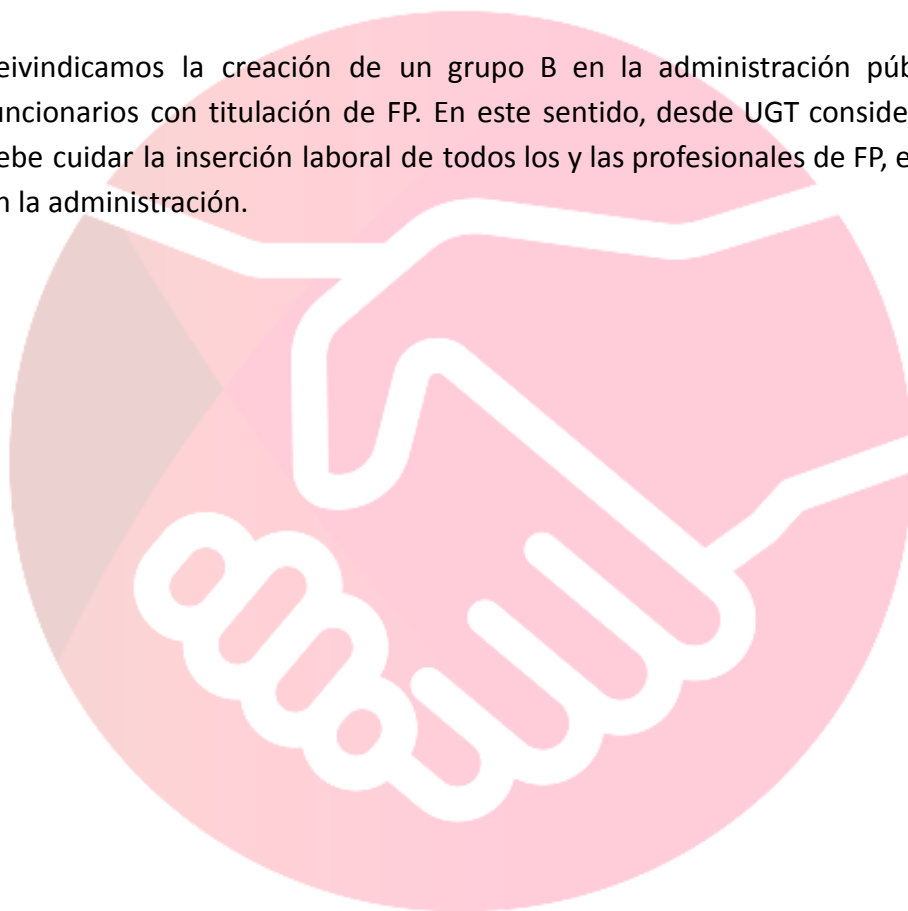 eivindicamos la creación de un grupo B en la administración púb
uncionarios con titulación de FP. En este sentido, desde UGT conside
ebe cuidar la inserción laboral de todos los y las profesionales de FP, e
n la administración.